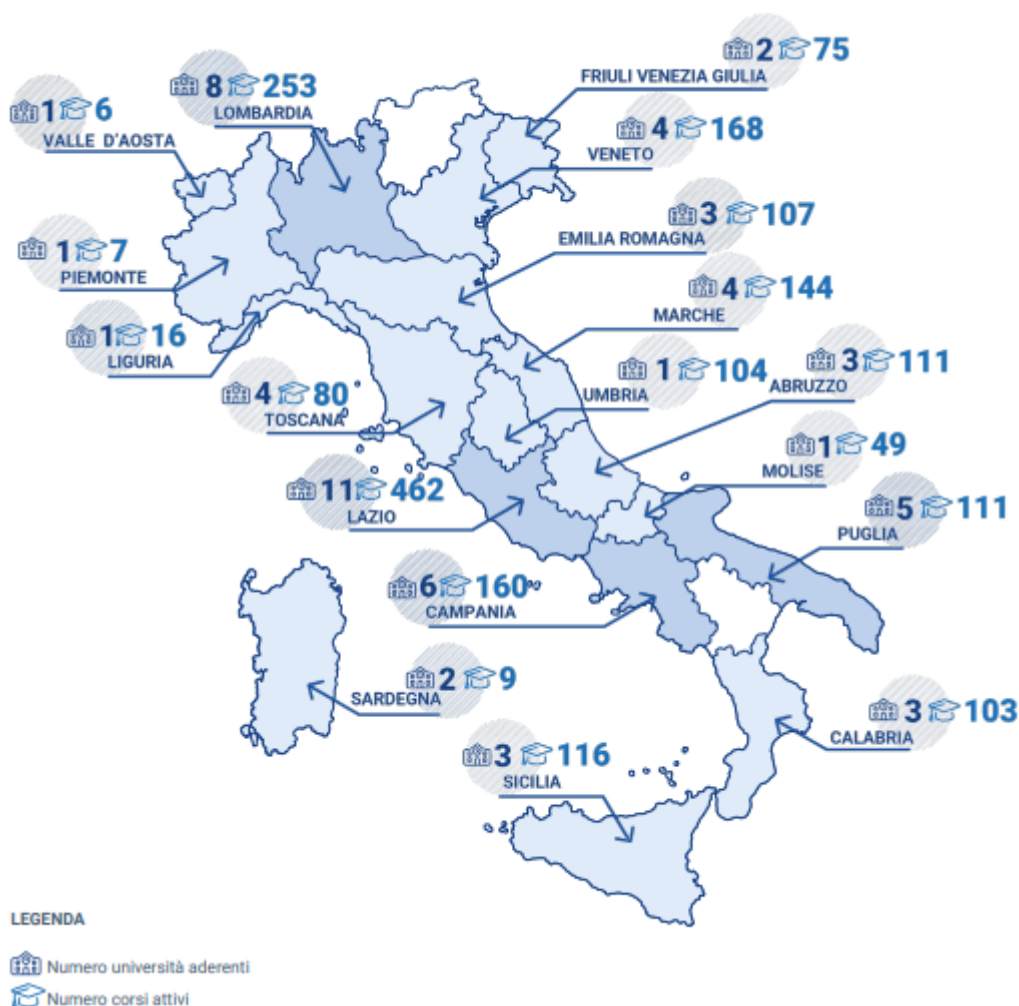 2 75
FRIULI VENEZIA GIULIA
8 253
LOMBARDIA
1 6
VALLE D'AOSTA
4 168
VENETO
3 107
EMILIA ROMAGNA
1 7
PIEMONTE
4 144
MARCHE
1 16
LIGURIA
3 111
ABRUZZO
1 104
UMBRIA
4 80
TOSCANA
1 49
MOLISE
11 462
LAZIO
5 111
PUGLIA
6 160
CAMPANIA
2 9
SARDEGNA
3 103
CALABRIA
3 116
SICILIA
LEGENDA
Numero università aderenti
Numero corsi attivi